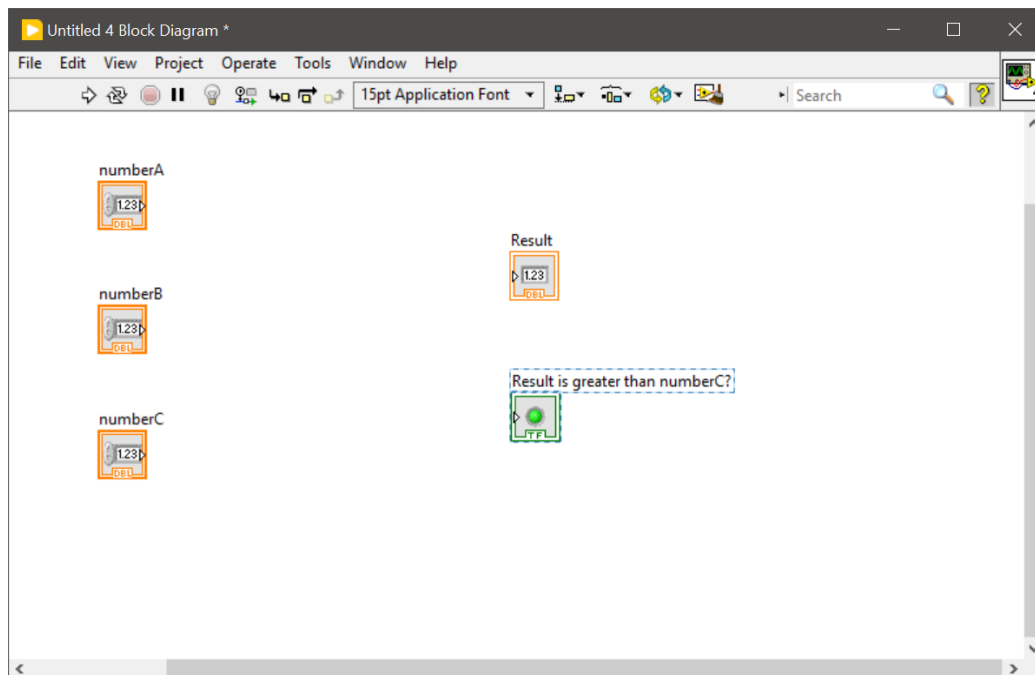 Untitled 4 Block Diagram *
File Edit View Project Operate Tools Window Help
15pt Application Font Search
numberA
1.23
DBL
Result
1.23
DBL
numberB
1.23
DBL
Result is greater than numberC?
TF
numberC
1.23
DBL